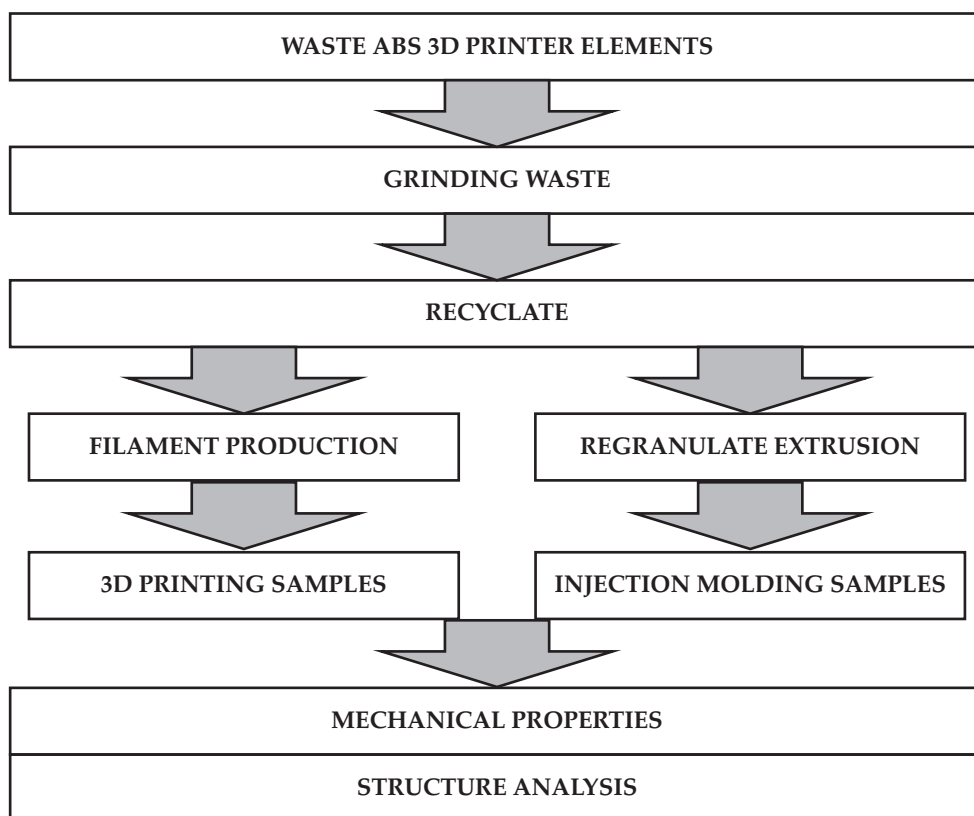 WASTE ABS 3D PRINTER ELEMENTS
GRINDING WASTE
RECYCLATE
FILAMENT PRODUCTION
REGRANULATE EXTRUSION
3D PRINTING SAMPLES
INJECTION MOLDING SAMPLES
MECHANICAL PROPERTIES
STRUCTURE ANALYSIS